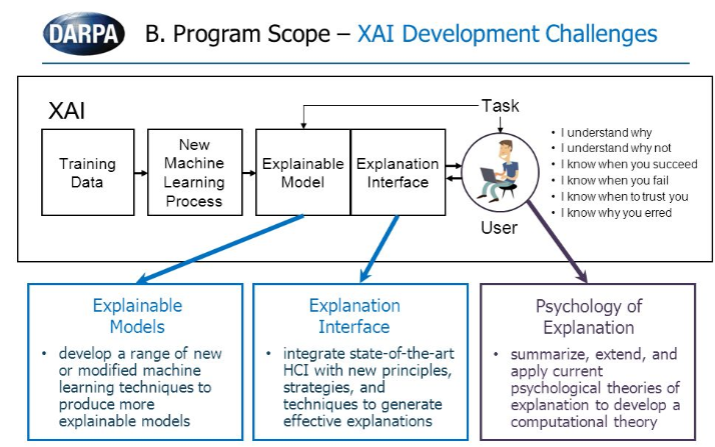 DARPA
B. Program Scope – XAI Development Challenges
XAI
Task
Training
Data
New
Machine
Learning
Process
Explainable
Model
Explanation
Interface
User
• I understand why
• I understand why not
• I know when you succeed
• I know when you fail
• I know when to trust you
• I know why you erred
Explainable
Models
• develop a range of new
or modified machine
learning techniques to
produce more
explainable models
Explanation
Interface
• integrate state-of-the-art
HCI with new principles,
strategies, and
techniques to generate
effective explanations
Psychology of
Explanation
• summarize, extend, and
apply current
psychological theories of
explanation to develop a
computational theory